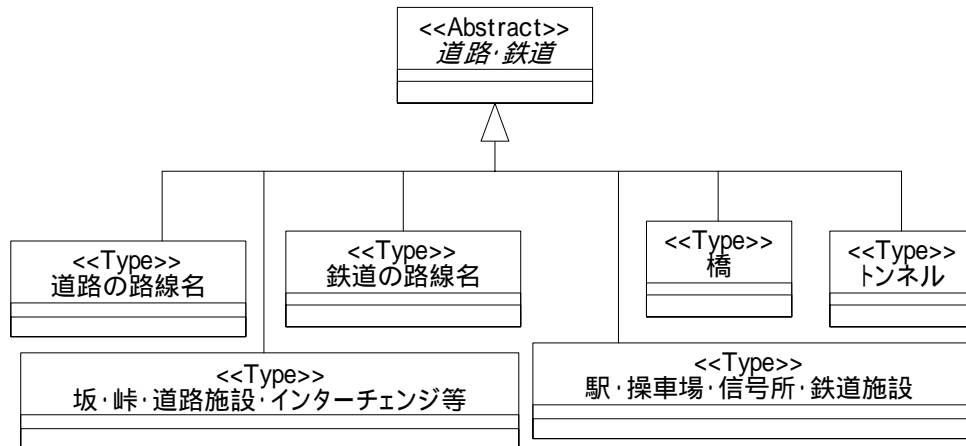 <<Abstract>>
道路･鉄道
<<Type>>
道路の路線名
<<Type>>
鉄道の路線名
<<Type>>
橋
<<Type>>
トンネル
<<Type>>
坂･峠･道路施設･インターチェンジ等
<<Type>>
駅･操車場･信号所･鉄道施設